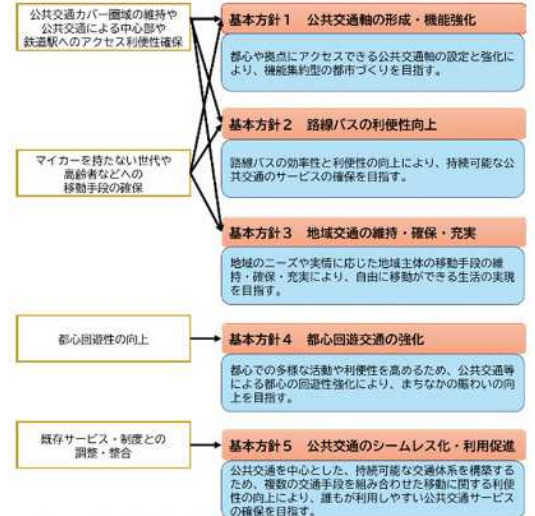 公共交通カバー圏域の維持や
公共交通による中心部や
鉄道駅へのアクセス利便性確保
基本方針1 公共交通軸の形成・機能強化
都心や拠点にアクセスできる公共交通軸の設定と強化に
より、機能集約型の都市づくりを目指す。
基本方針2 路線バスの利便性向上
路線バスの効率性と利便性の向上により、持続可能な公
共交通のサービスの確保を目指す。
マイカーを持たない世代や
高齢者などへの
移動手段の確保
基本方針3 地域交通の維持・確保・充実
地域のニーズや実情に応じた地域主体の移動手段の維
持・確保・充実により、自由に移動ができる生活の実現
を目指す。
都心回遊性の向上
基本方針4 都心回遊交通の強化
都心での多様な活動や利便性を高めるため、公共交通等
による都心の回遊性強化により、まちなかの賑わいの向
上を目指す。
既存サービス・制度との
調整・整合
基本方針5 公共交通のシームレス化・利用促進
公共交通を中心とした、持続可能な交通体系を構築する
ため、複数の交通手段を組み合わせた移動に関する利便
性の向上により、誰もが利用しやすい公共交通サービス
の確保を目指す。